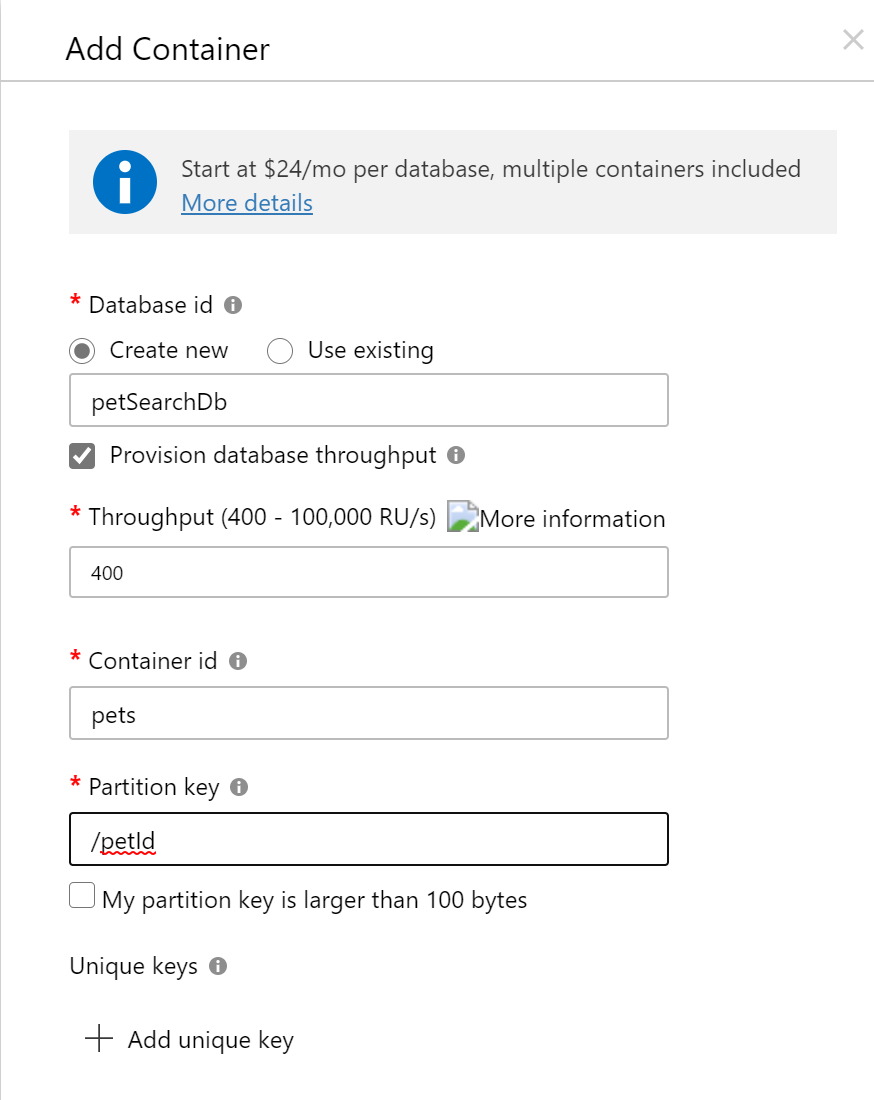 Add Container
Start at $24/mo per database, multiple containers included
More details
* Database id
Create new Use existing
petSearchDb
Provision database throughput
* Throughput (400 - 100,000 RU/s) More information
400
* Container id
pets
* Partition key
/petId
My partition key is larger than 100 bytes
Unique keys
Add unique key